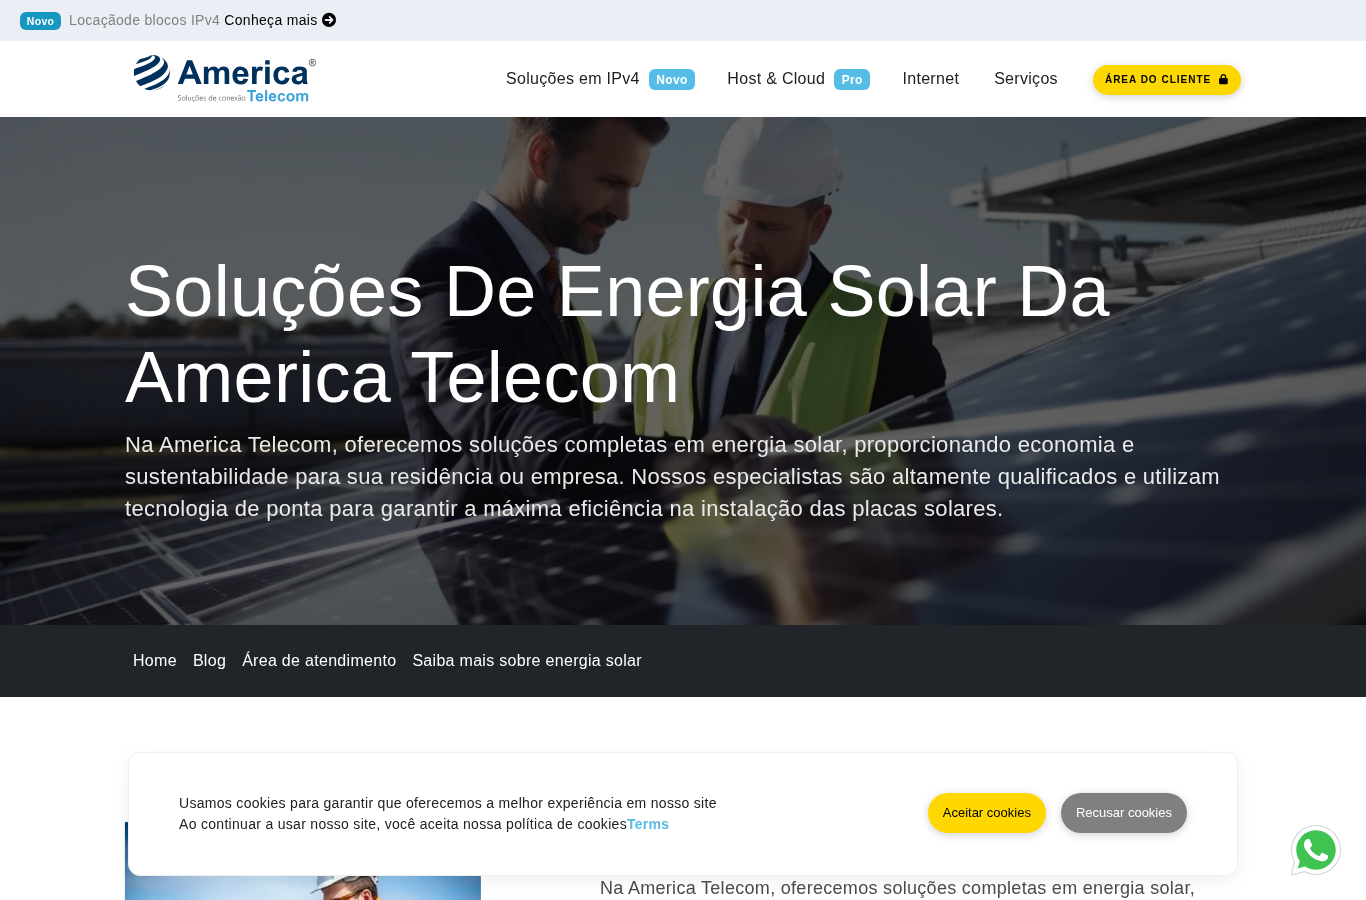 Novo Locaçãode blocos IPv4 Conheça mais
America®
Soluções de conexão Telecom
Soluções em IPv4 Novo Host & Cloud Pro Internet Serviços ÁREA DO CLIENTE
Soluções De Energia Solar Da
America Telecom
Na America Telecom, oferecemos soluções completas em energia solar, proporcionando economia e
sustentabilidade para sua residência ou empresa. Nossos especialistas são altamente qualificados e utilizam
tecnologia de ponta para garantir a máxima eficiência na instalação das placas solares.
Home Blog Área de atendimento Saiba mais sobre energia solar
Usamos cookies para garantir que oferecemos a melhor experiência em nosso site
Ao continuar a usar nosso site, você aceita nossa política de cookiesTerms
Aceitar cookies Recusar cookies
Na America Telecom, oferecemos soluções completas em energia solar,